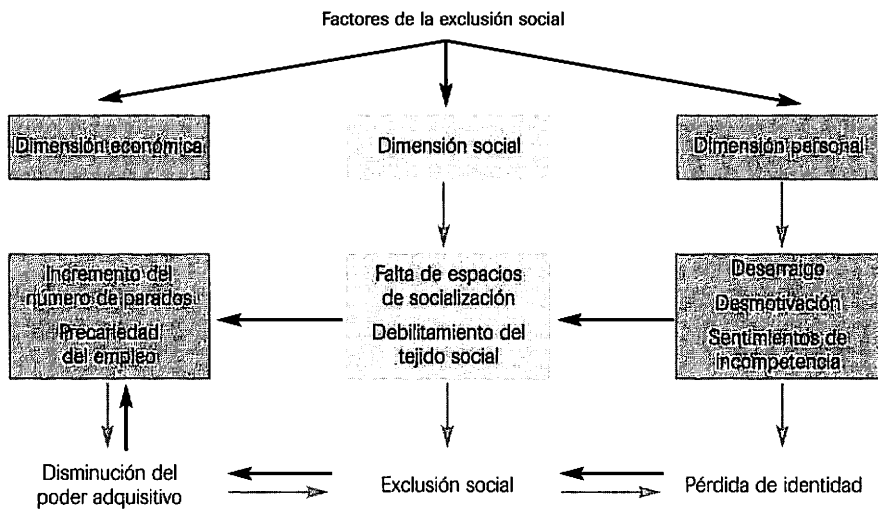 Factores de la exclusión social
Dimensión económica
Dimensión social
Dimensión personal
Incremento del
número de parados
Precariedad
del empleo
Falta de espacios
de socialización
Debilitamiento del
tejido social
Desarraigo
Desmotivación
Sentimientos de
incompetencia
Disminución del
poder adquisitivo
Exclusión social
Pérdida de identidad